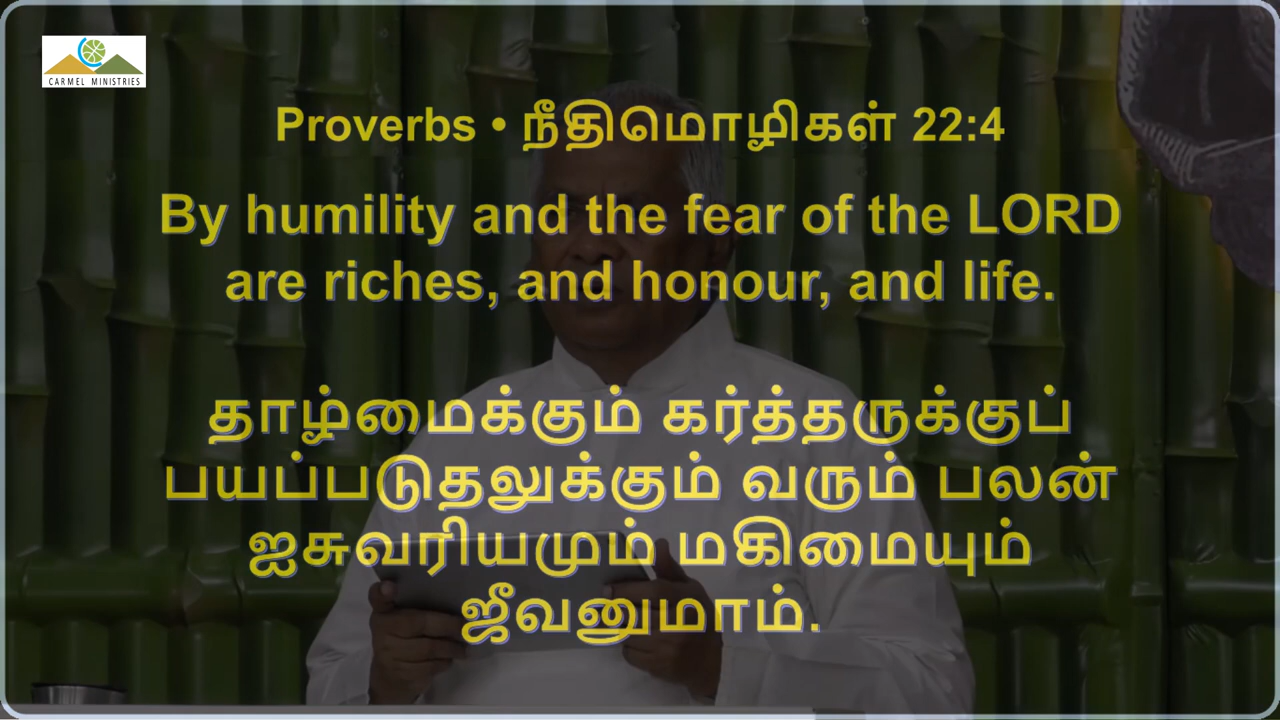 CARMEL MINISTRIES
Proverbs • நீதிமொழிகள் 22:4
By humility and the fear of the LORD
are riches, and honour, and life.
தாழ்மைக்கும் கர்த்தருக்குப்
பயப்படுதலுக்கும் வரும் பலன்
ஐசுவரியமும் மகிமையும்
ஜீவனுமாம்.